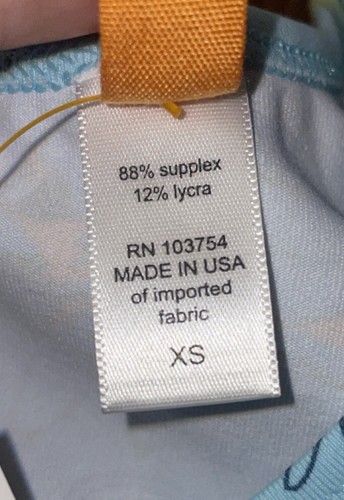 88% supplex
12% lycra
RN 103754
MADE IN USA
of imported
fabric
XS